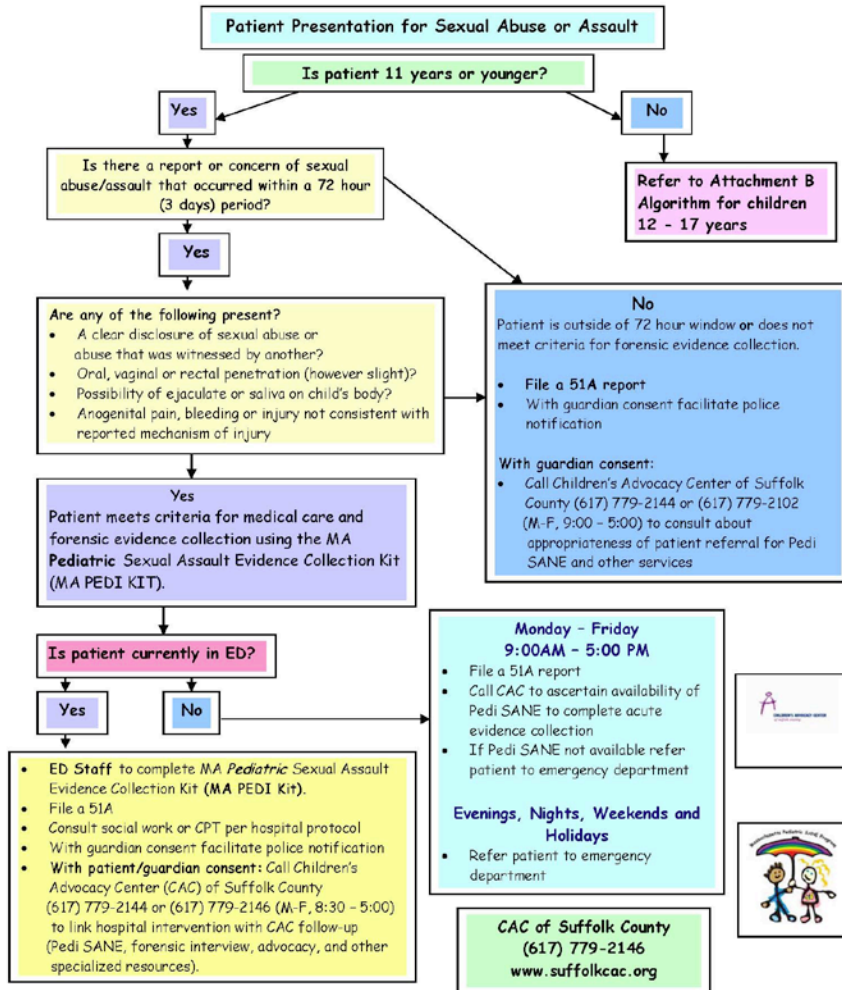 Patient Presentation for Sexual Abuse or Assault
Is patient 11 years or younger?
Yes
No
Is there a report or concern of sexual
abuse/assault that occurred within a 72 hour
(3 days) period?
Refer to Attachment B
Algorithm for children
12 - 17 years
Yes
Are any of the following present?
• A clear disclosure of sexual abuse or
abuse that was witnessed by another?
• Oral, vaginal or rectal penetration (however slight)?
• Possibility of ejaculate or saliva on child's body?
• Anogenital pain, bleeding or injury not consistent with
reported mechanism of injury
No
Patient is outside of 72 hour window or does not
meet criteria for forensic evidence collection.
• File a 51A report
• With guardian consent facilitate police
notification
With guardian consent:
• Call Children's Advocacy Center of Suffolk
County (617) 779-2144 or (617) 779-2102
(M-F, 9:00 – 5:00) to consult about
appropriateness of patient referral for Pedi
SANE and other services
Yes
Patient meets criteria for medical care and
forensic evidence collection using the MA
Pediatric Sexual Assault Evidence Collection Kit
(MA PEDI KIT).
Is patient currently in ED?
Yes
No
Monday – Friday
9:00AM – 5:00 PM
• File a 51A report
• Call CAC to ascertain availability of
Pedi SANE to complete acute
evidence collection
• If Pedi SANE not available refer
patient to emergency department
Evenings, Nights, Weekends and
Holidays
• Refer patient to emergency
department
• ED Staff to complete MA Pediatric Sexual Assault
Evidence Collection Kit (MA PEDI Kit).
• File a 51A
• Consult social work or CPT per hospital protocol
• With guardian consent facilitate police notification
• With patient/guardian consent: Call Children's
Advocacy Center (CAC) of Suffolk County
(617) 779-2144 or (617) 779-2146 (M-F, 8:30 – 5:00)
to link hospital intervention with CAC follow-up
(Pedi SANE, forensic interview, advocacy, and other
specialized resources).
CAC of Suffolk County
(617) 779-2146
www.suffolkcac.org
CHILDREN'S ADVOCACY CENTER
Massachusetts Pediatric SANE Program